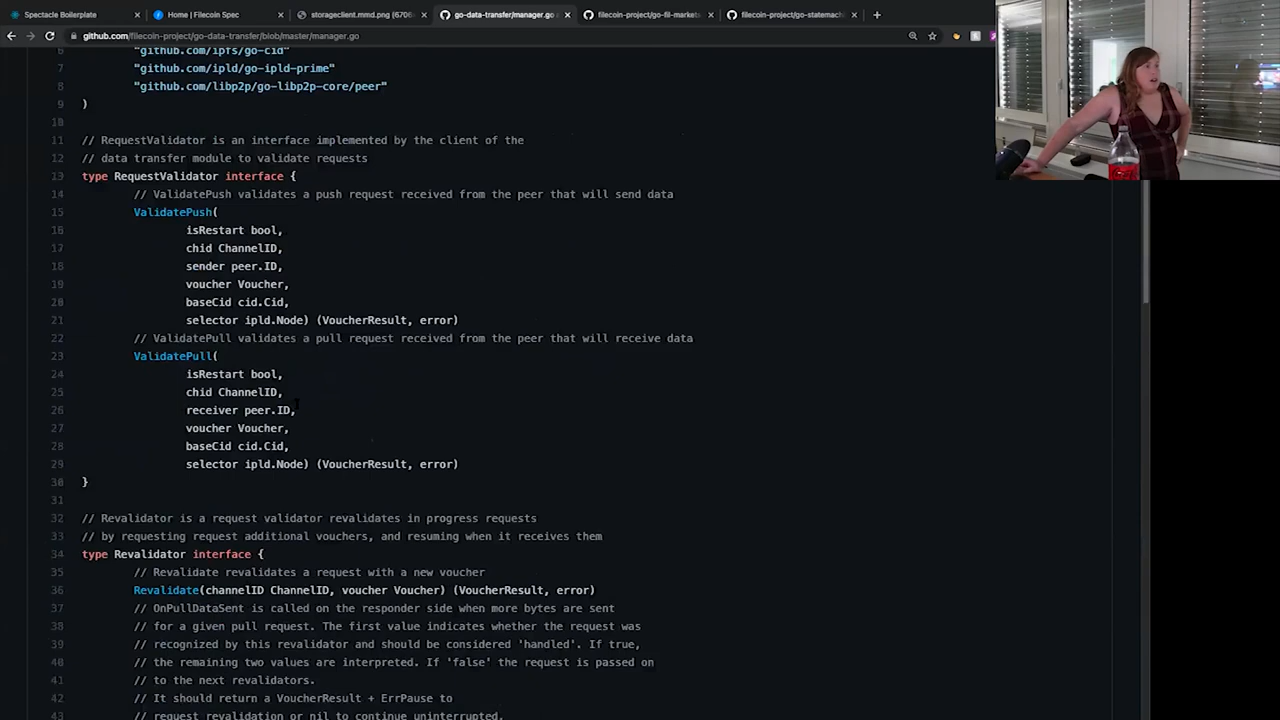 Spectacle Boilerplate
Home | Filecoin Spec
storageclient.mmd.png (6706
go-data-transfer/manager.go
filecoin-project/go-fil-marketa
filecoin-project/go-statemach
github.com/filecoin-project/go-data-transfer/blob/master/manager.go
6 "github.com/ipfs/go-cid"
7 "github.com/ipld/go-ipld-prime"
8 "github.com/libp2p/go-libp2p-core/peer"
9 )
10
11 // RequestValidator is an interface implemented by the client of the
12 // data transfer module to validate requests
13 type RequestValidator interface {
14 // ValidatePush validates a push request received from the peer that will send data
15 ValidatePush(
16 isRestart bool,
17 chid ChannelID,
18 sender peer.ID,
19 voucher Voucher,
20 baseCid cid.Cid,
21 selector ipld.Node) (VoucherResult, error)
22 // ValidatePull validates a pull request received from the peer that will receive data
23 ValidatePull(
24 isRestart bool,
25 chid ChannelID,
26 receiver peer.ID,
27 voucher Voucher,
28 baseCid cid.Cid,
29 selector ipld.Node) (VoucherResult, error)
30 }
31
32 // Revalidator is a request validator revalidates in progress requests
33 // by requesting request additional vouchers, and resuming when it receives them
34 type Revalidator interface {
35 // Revalidate revalidates a request with a new voucher
36 Revalidate(channelID ChannelID, voucher Voucher) (VoucherResult, error)
37 // OnPullDataSent is called on the responder side when more bytes are sent
38 // for a given pull request. The first value indicates whether the request was
39 // recognized by this revalidator and should be considered 'handled'. If true,
40 // the remaining two values are interpreted. If 'false' the request is passed on
41 // to the next revalidators.
42 // It should return a VoucherResult + ErrPause to
43 // request revalidation or nil to continue uninterrupted,